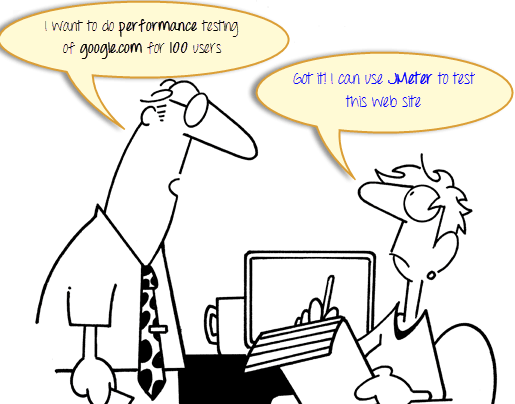 I want to do performance testing
of google.com for 100 users
Got it! I can use JMeter to test
this web site